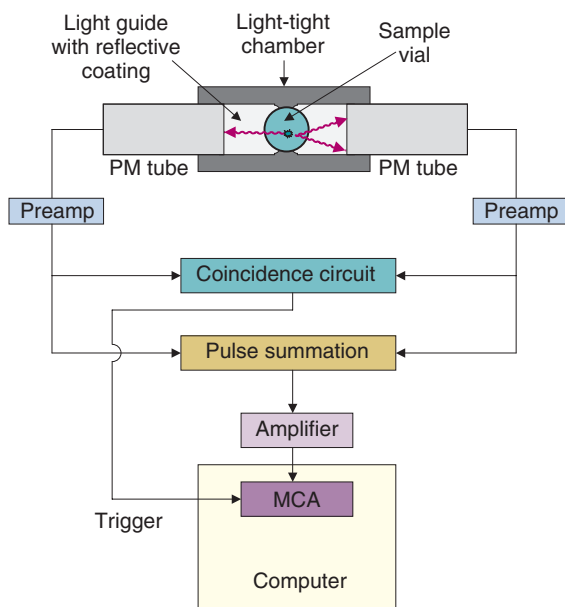 Light guide
with reflective
coating
Light-tight
chamber
Sample
vial
PM tube
PM tube
Preamp
Preamp
Coincidence circuit
Pulse summation
Amplifier
MCA
Trigger
Computer